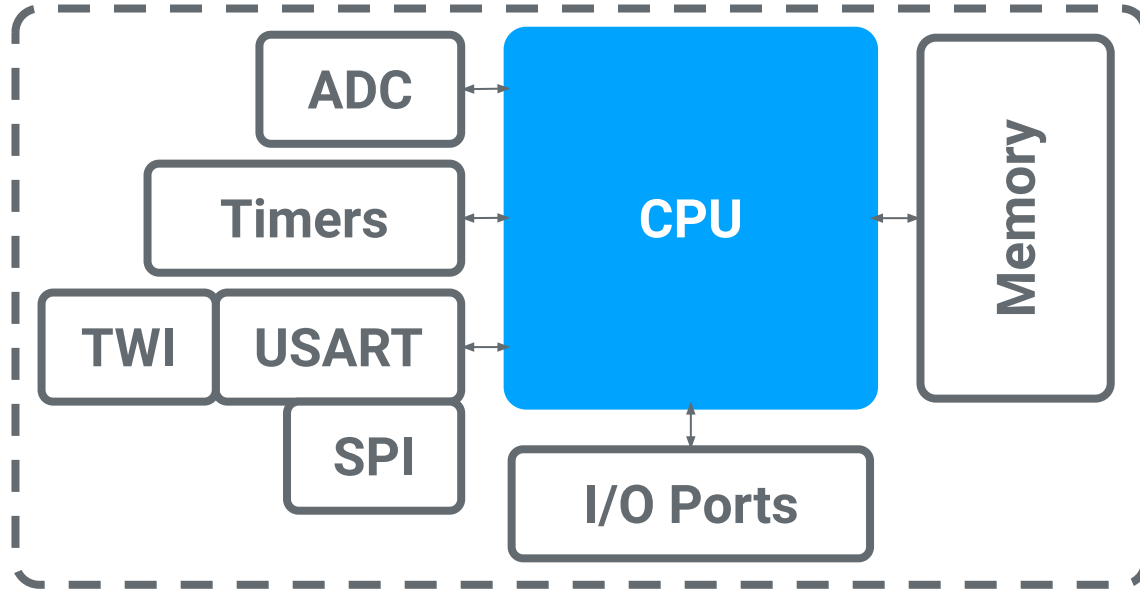 ADC
Timers
CPU
Memory
TWI
USART
SPI
I/O Ports